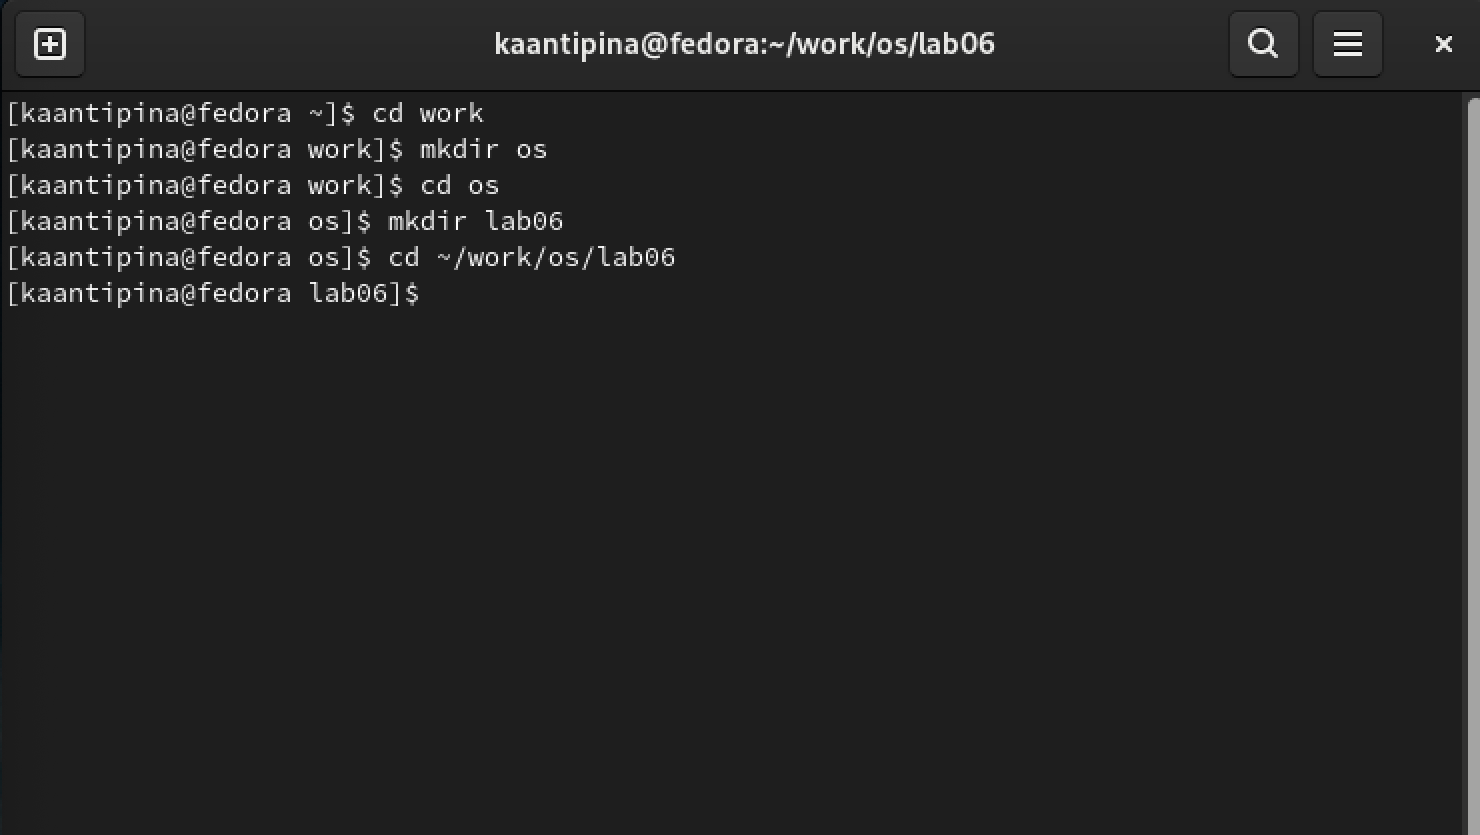 kaantipina@fedora:~/work/os/lab06
[kaantipina@fedora ~]$ cd work
[kaantipina@fedora work]$ mkdir os
[kaantipina@fedora work]$ cd os
[kaantipina@fedora os]$ mkdir lab06
[kaantipina@fedora os]$ cd ~/work/os/lab06
[kaantipina@fedora lab06]$